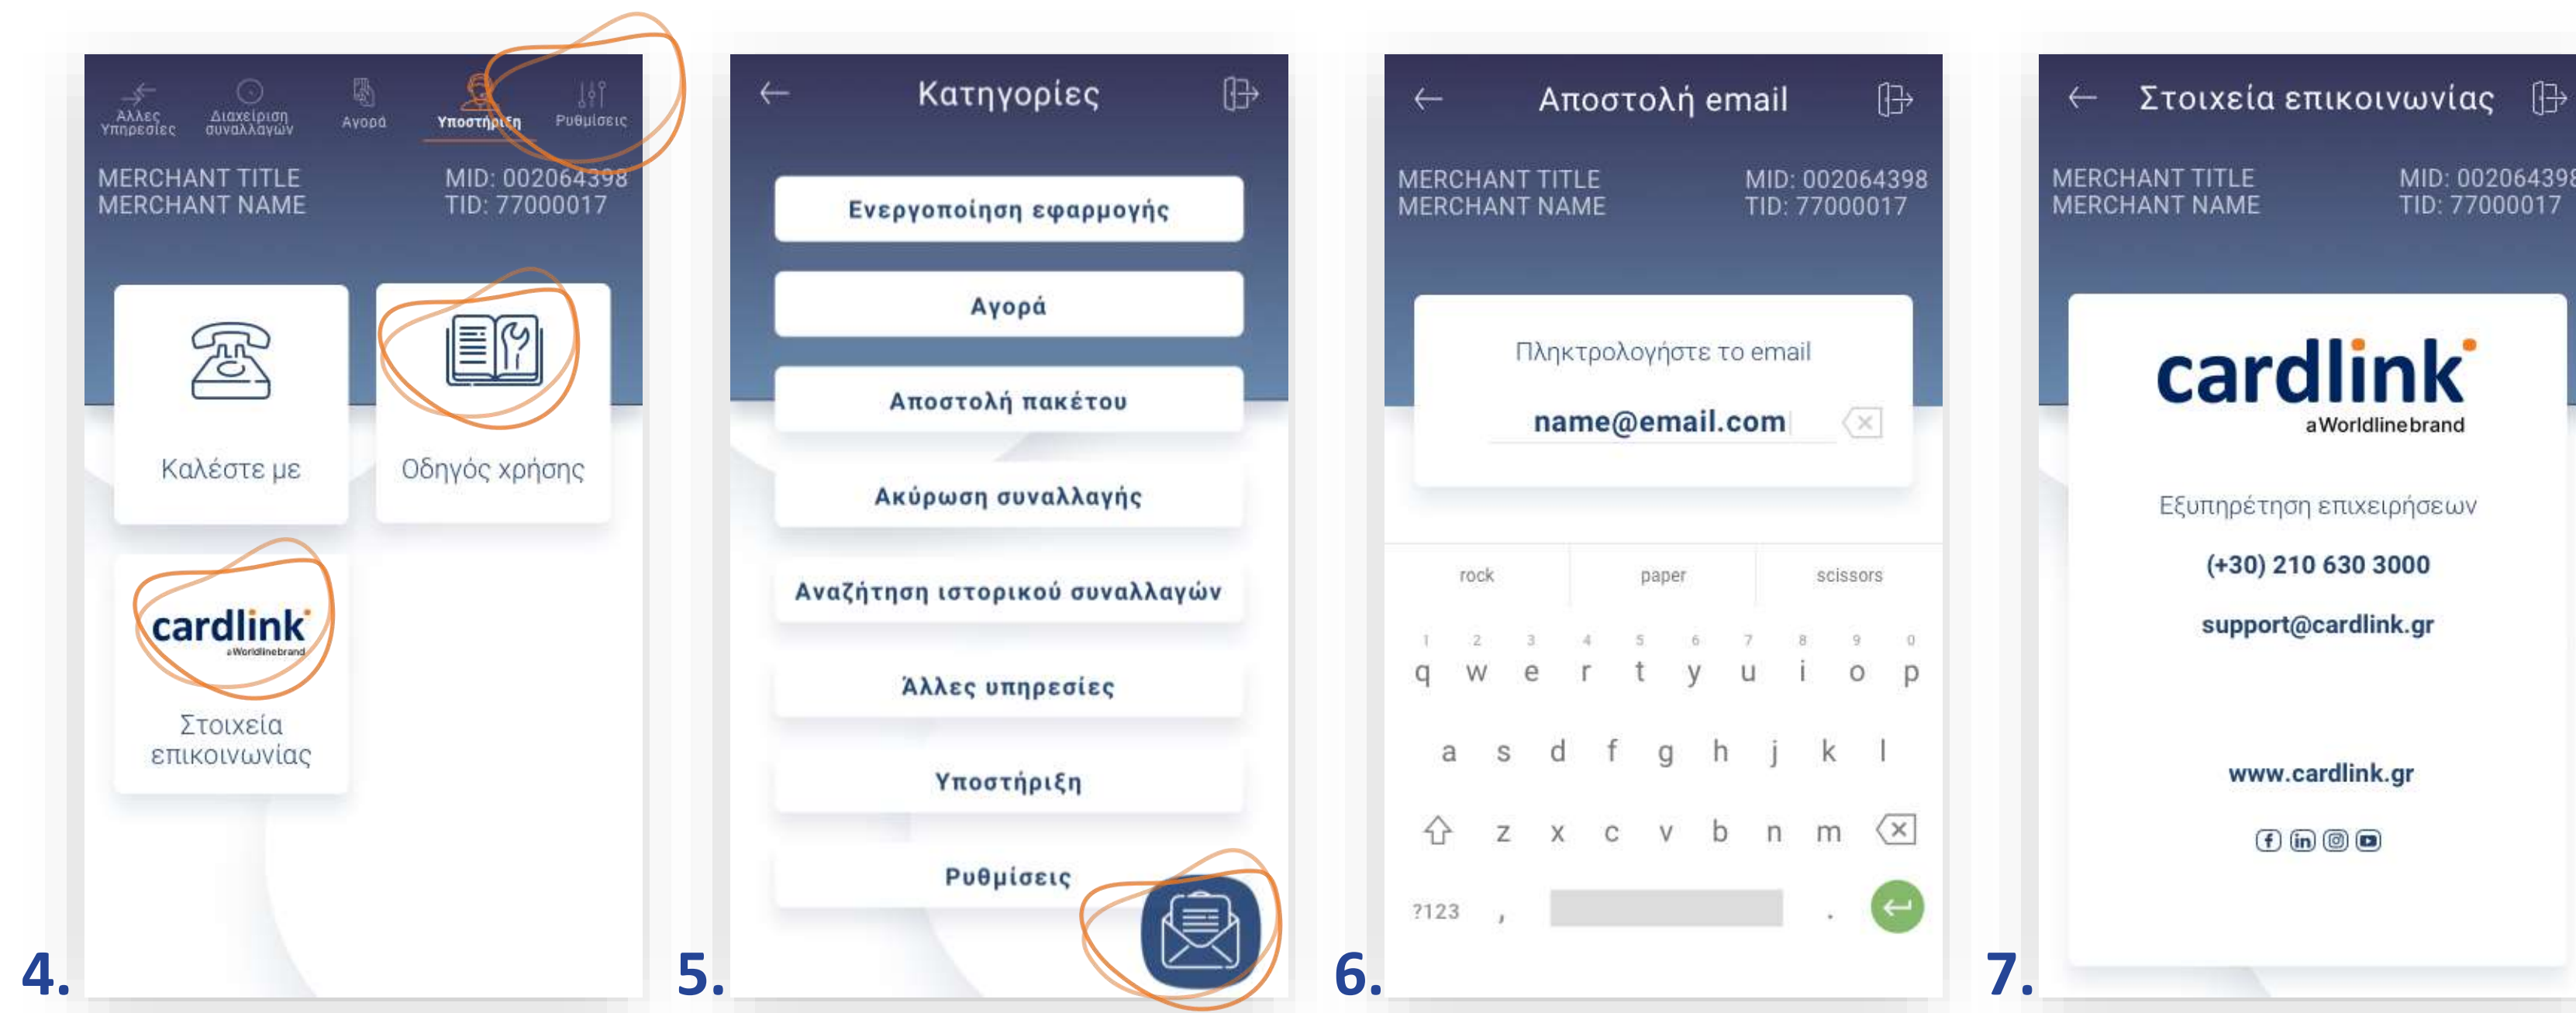 Άλλες
Υπηρεσίες
Διαχείριση
συναλλαγών
Αγορά
Υποστήριξη
Ρυθμίσεις
MERCHANT TITLE
MERCHANT NAME
MID: 002064398
TID: 77000017
Καλέστε με
Οδηγός χρήσης
cardlink
a Worldline brand
Στοιχεία
επικοινωνίας
4.
Κατηγορίες
Ενεργοποίηση εφαρμογής
Αγορά
Αποστολή πακέτου
Ακύρωση συναλλαγής
Αναζήτηση ιστορικού συναλλαγών
Άλλες υπηρεσίες
Υποστήριξη
Ρυθμίσεις
5.
Αποστολή email
MERCHANT TITLE
MERCHANT NAME
MID: 002064398
TID: 77000017
Πληκτρολογήστε το email
name@email.com
rock paper scissors
1 2 3 4 5 6 7 8 9 0
q w e r t y u i o p
a s d f g h j k l
z x c v b n m
?123 , .
6.
Στοιχεία επικοινωνίας
MERCHANT TITLE
MERCHANT NAME
MID: 002064398
TID: 77000017
cardlink
a Worldline brand
Εξυπηρέτηση επιχειρήσεων
(+30) 210 630 3000
support@cardlink.gr
www.cardlink.gr
7.